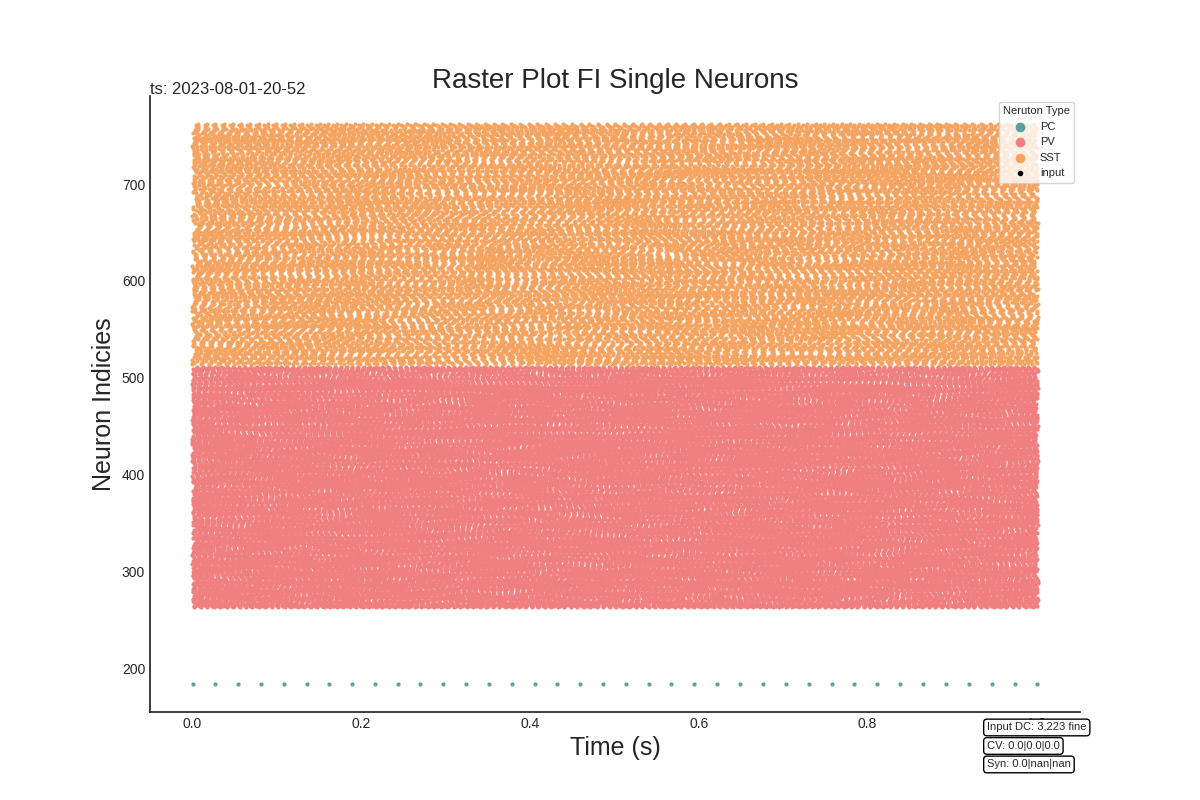 Raster Plot FI Single Neurons
ts: 2023-08-01-20-52
Neruton Type
PC
PV
SST
input
Neuron Indicies
700
600
500
400
300
200
0.0 0.2 0.4 0.6 0.8
Time (s)
Input DC: 3,223 fine
CV: 0.0|0.0|0.0
Syn: 0.0|nan|nan